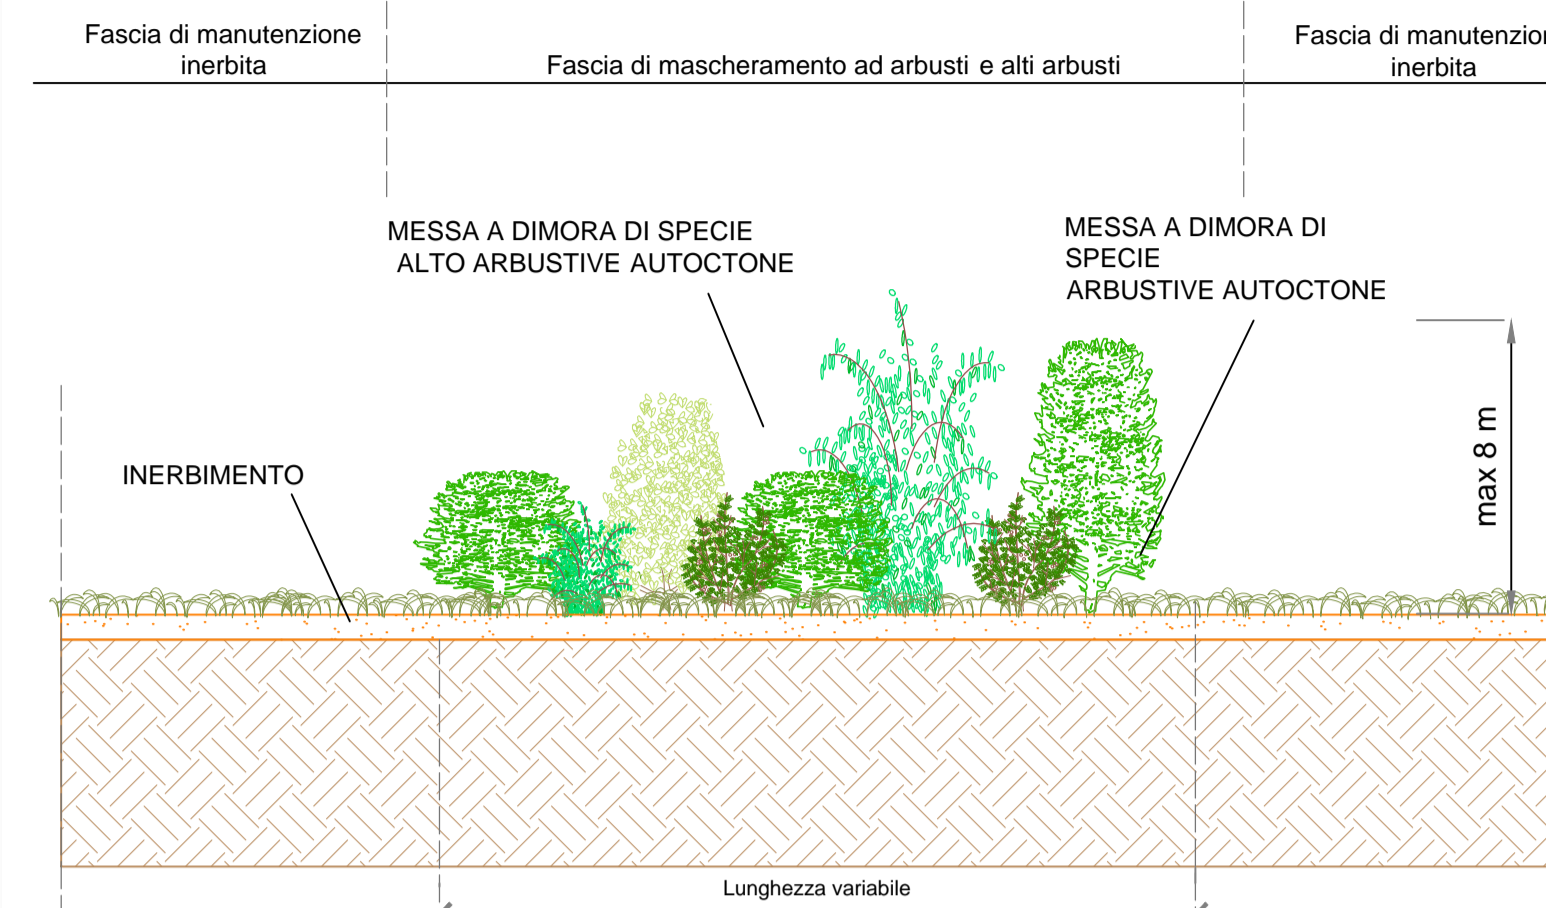 Fascia di manutenzione
inerbita
Fascia di mascheramento ad arbusti e alti arbusti
Fascia di manutenzion
inerbita
MESSA A DIMORA DI SPECIE
ALTO ARBUSTIVE AUTOCTONE
MESSA A DIMORA DI
SPECIE
ARBUSTIVE AUTOCTONE
INERBIMENTO
max 8 m
Lunghezza variabile